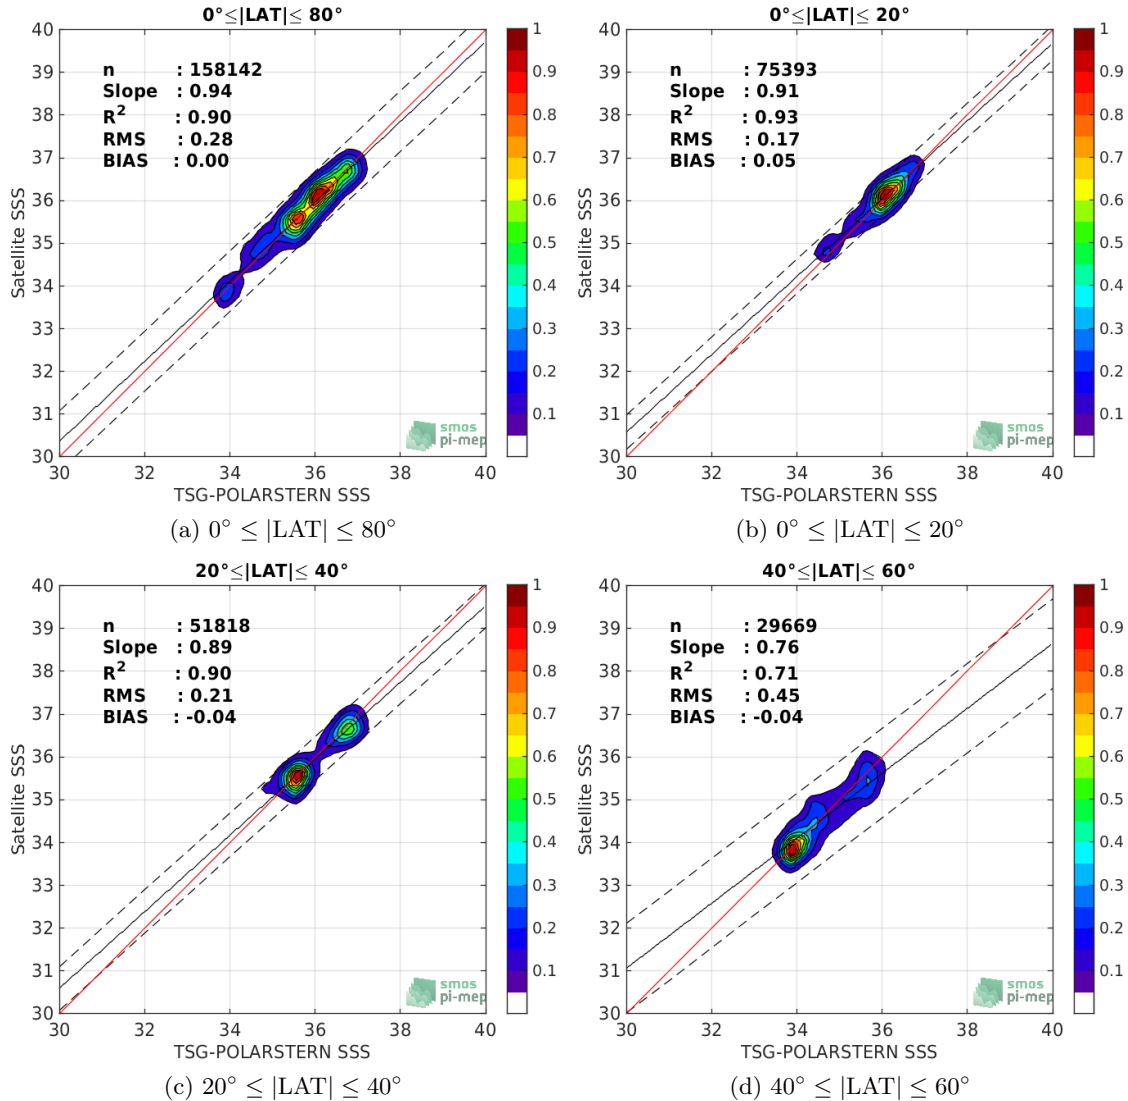 0°≤|LAT|≤ 80°
n : 158142
Slope : 0.94
R² : 0.90
RMS : 0.28
BIAS : 0.00
Satellite SSS
40
39
38
37
36
35
34
33
32
31
30
30 32 34 36 38 40
TSG-POLARSTERN SSS
smos
pi-mep
1
0.9
0.8
0.7
0.6
0.5
0.4
0.3
0.2
0.1
(a) 0° ≤ |LAT| ≤ 80°
0°≤|LAT|≤ 20°
n : 75393
Slope : 0.91
R² : 0.93
RMS : 0.17
BIAS : 0.05
Satellite SSS
40
39
38
37
36
35
34
33
32
31
30
30 32 34 36 38 40
TSG-POLARSTERN SSS
smos
pi-mep
1
0.9
0.8
0.7
0.6
0.5
0.4
0.3
0.2
0.1
(b) 0° ≤ |LAT| ≤ 20°
20°≤|LAT|≤ 40°
n : 51818
Slope : 0.89
R² : 0.90
RMS : 0.21
BIAS : -0.04
Satellite SSS
40
39
38
37
36
35
34
33
32
31
30
30 32 34 36 38 40
TSG-POLARSTERN SSS
smos
pi-mep
1
0.9
0.8
0.7
0.6
0.5
0.4
0.3
0.2
0.1
(c) 20° ≤ |LAT| ≤ 40°
40°≤|LAT|≤ 60°
n : 29669
Slope : 0.76
R² : 0.71
RMS : 0.45
BIAS : -0.04
Satellite SSS
40
39
38
37
36
35
34
33
32
31
30
30 32 34 36 38 40
TSG-POLARSTERN SSS
smos
pi-mep
1
0.9
0.8
0.7
0.6
0.5
0.4
0.3
0.2
0.1
(d) 40° ≤ |LAT| ≤ 60°